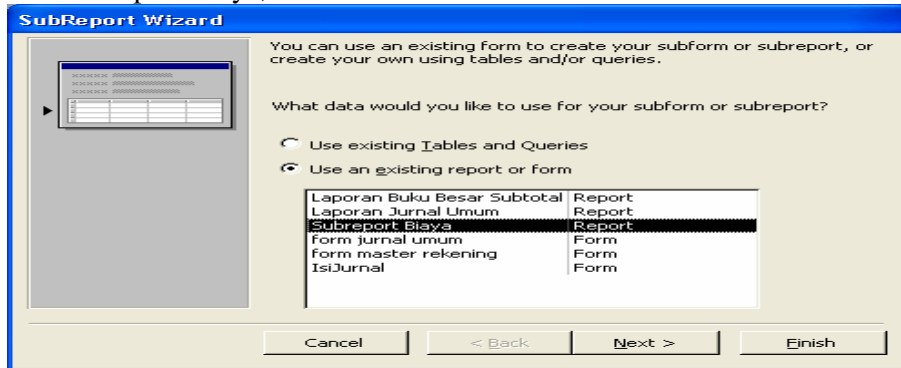 SubReport Wizard
You can use an existing form to create your subform or subreport, or
create your own using tables and/or queries.
What data would you like to use for your subform or subreport?
Use existing Tables and Queries
Use an existing report or form
Laporan Buku Besar Subtotal Report
Laporan Jurnal Umum Report
Subreport Biaya Report
form jurnal umum Form
form master rekening Form
IsiJurnal Form
Cancel < Back Next > Finish